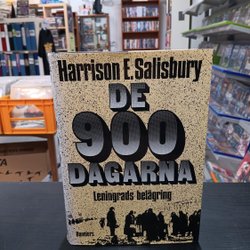 Harrison E. Salisbury
DE
900
DAGARNA
Leningrads belägring
Bonniers